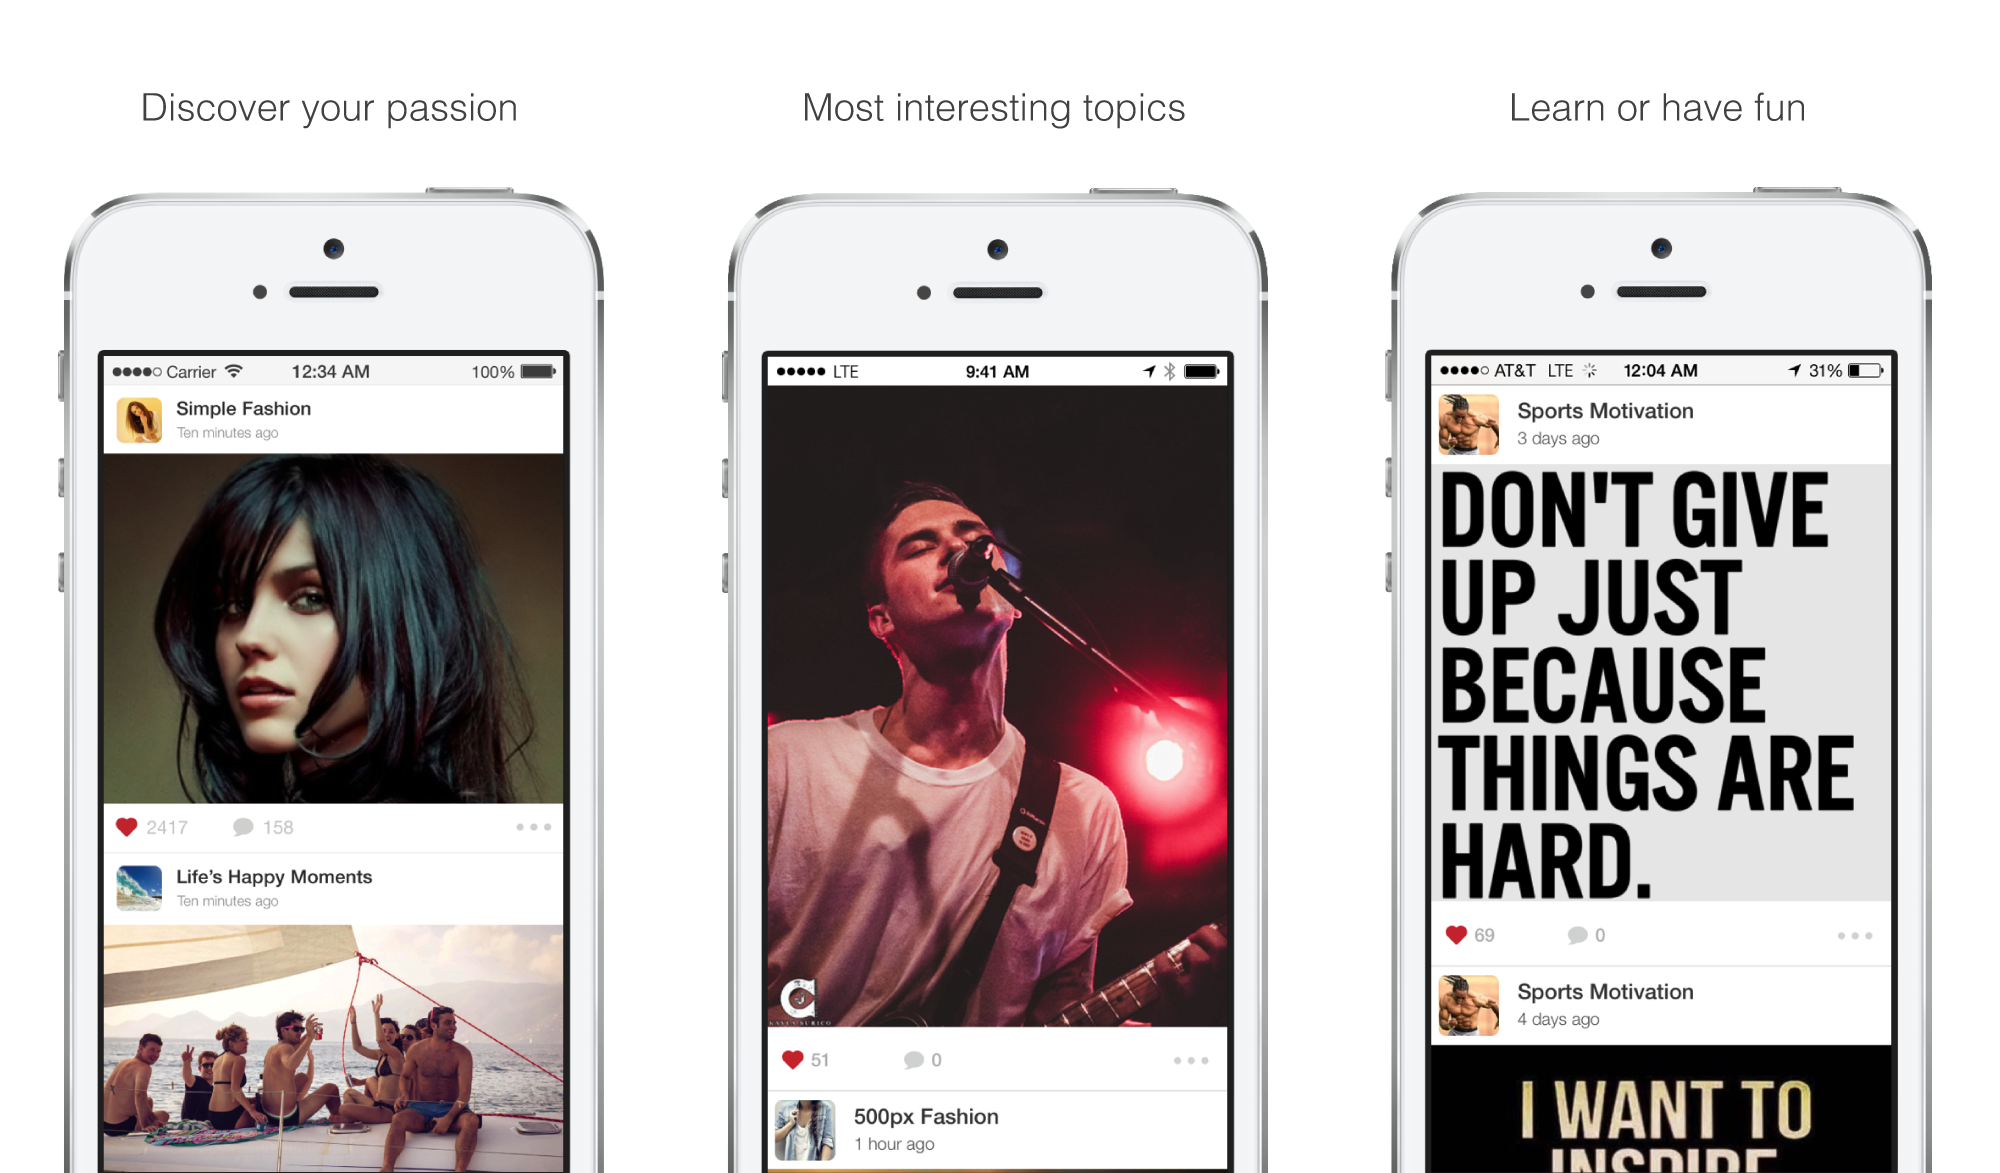 Discover your passion
Most interesting topics
Learn or have fun
Carrier 12:34 AM 100%
Simple Fashion
Ten minutes ago
2417 158
Life's Happy Moments
Ten minutes ago
LTE 9:41 AM
51 0
500px Fashion
1 hour ago
AT&T LTE 12:04 AM 31%
Sports Motivation
3 days ago
DON'T GIVE
UP JUST
BECAUSE
THINGS ARE
HARD.
69 0
Sports Motivation
4 days ago
I WANT TO
INSPIRE